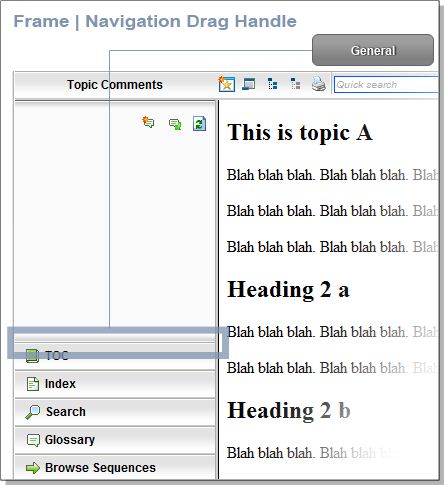 Frame | Navigation Drag Handle
General
Topic Comments
Quick search
This is topic A
Blah blah blah. Blah blah blah. Blah
Blah blah blah. Blah blah blah. Blah
Blah blah blah. Blah blah blah. Blah
Heading 2 a
Blah blah blah. Blah blah blah. Blah
TOC
Blah blah blah. Blah blah blah. Blah
Index
Heading 2 b
Search
Glossary
Blah blah blah. Blah blah blah. Blah
Browse Sequences